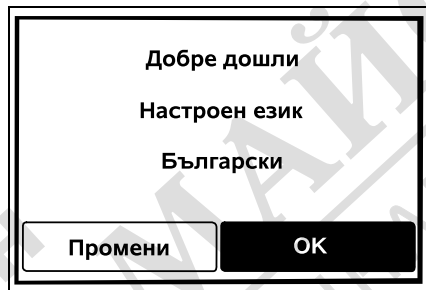 Добре дошли
Настроен език
Български
Промени
OK